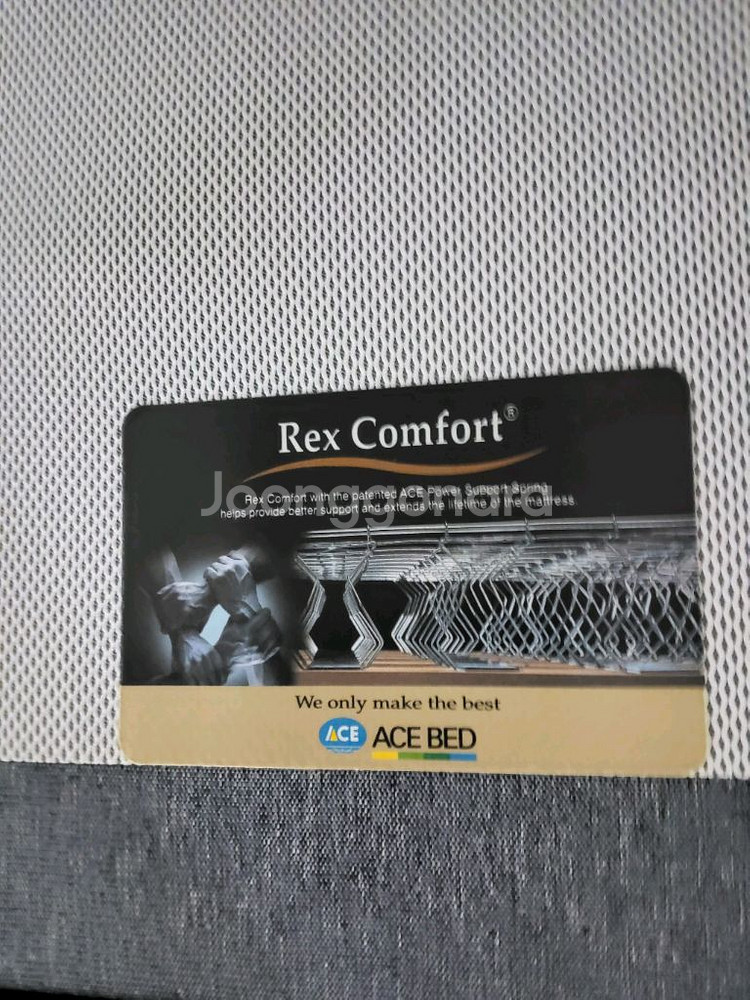 Rex Comfort®
Rex Comfort with the patented ACE Power Support Spring
helps provide better support and extends the lifetime of the mattress.
Joonggonara
We only make the best
ACE ACE BED